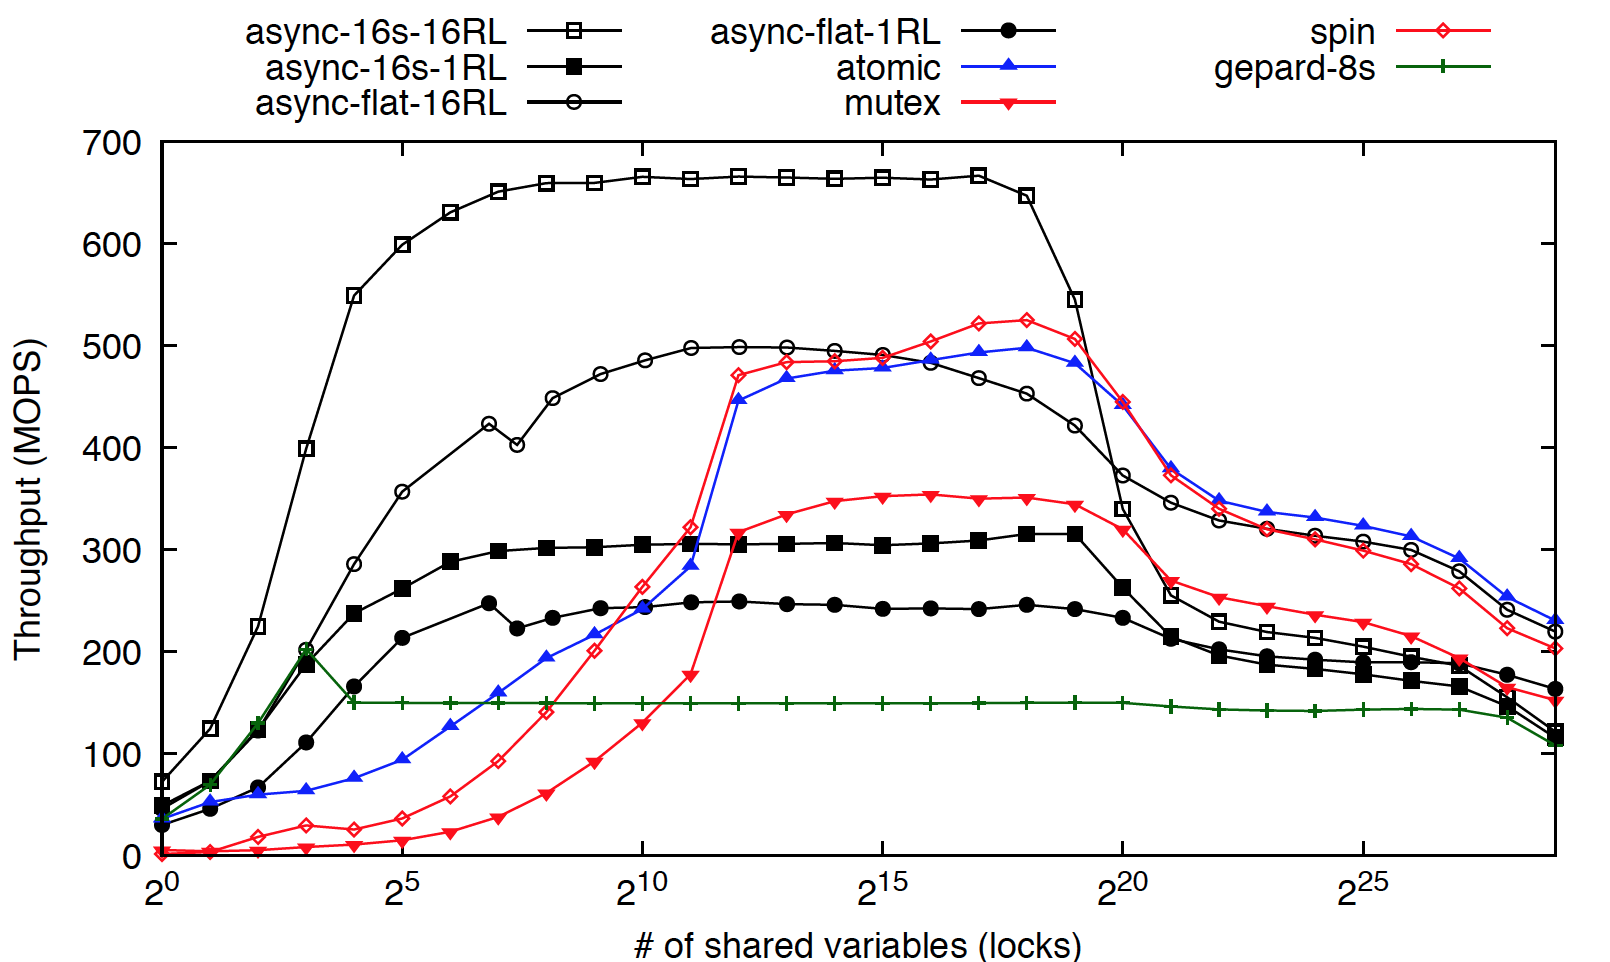 async-16s-16RL
async-16s-1RL
async-flat-16RL
async-flat-1RL
atomic
mutex
spin
gepard-8s
Throughput (MOPS)
700
600
500
400
300
200
100
0
2^0 2^5 2^10 2^15 2^20 2^25
# of shared variables (locks)